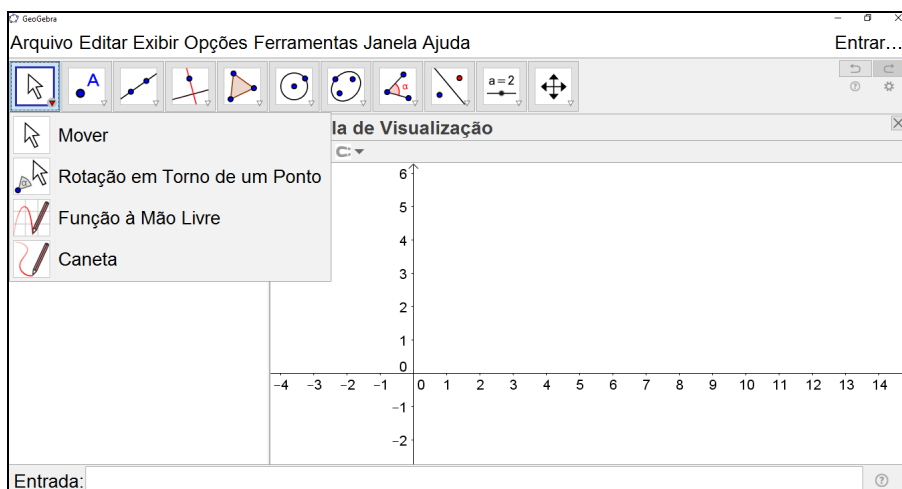 GeoGebra
Arquivo Editar Exibir Opções Ferramentas Janela Ajuda Entrar...
A α a = 2
Mover
Rotação em Torno de um Ponto
Função à Mão Livre
Caneta
la de Visualização
6
5
4
3
2
1
0
−4 −3 −2 −1 0 1 2 3 4 5 6 7 8 9 10 11 12 13 14
−1
−2
Entrada: